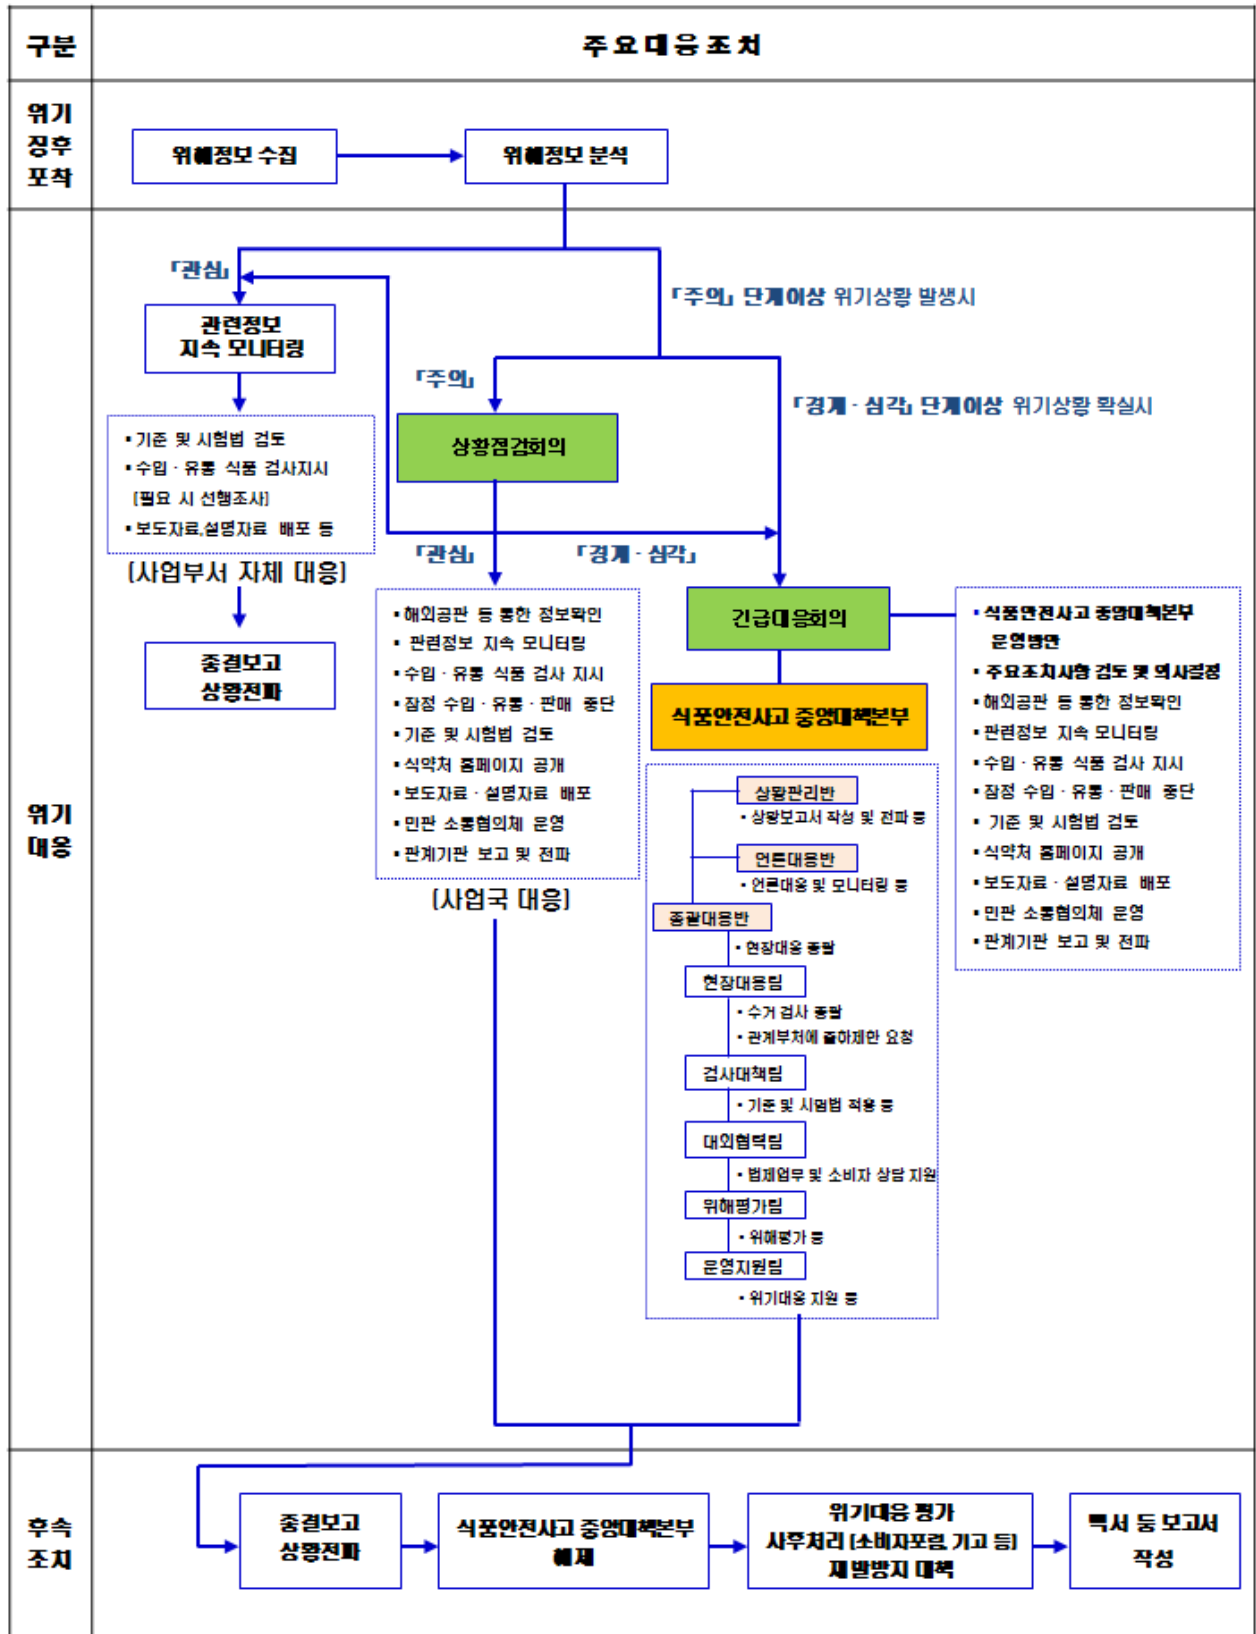 구분
주요대응조치
위기
징후
포착
위해정보 수집
위해정보 분석
「관심」
「주의」 단계이상 위기상황 발생시
관련정보
지속 모니터링
「주의」
「경계 · 심각」 단계이상 위기상황 확실시
▪ 기준 및 시험법 검토
▪ 수입 · 유통 식품 검사지시
(필요 시 선행조사)
▪ 보도자료,설명자료 배포 등
(사업부서 자체 대응)
종결보고
상황전파
상황점검회의
「관심」
「경계 · 심각」
▪ 해외공관 등 통한 정보확인
▪ 관련정보 지속 모니터링
▪ 수입 · 유통 식품 검사 지시
▪ 잠정 수입 · 유통 · 판매 중단
▪ 기준 및 시험법 검토
▪ 식약처 홈페이지 공개
▪ 보도자료 · 설명자료 배포
▪ 민관 소통협의체 운영
▪ 관계기관 보고 및 전파
(사업국 대응)
긴급대응회의
식품안전사고 중앙대책본부
▪ 식품안전사고 중앙대책본부
운영방안
▪ 주요조치사항 검토 및 의사결정
▪ 해외공관 등 통한 정보확인
▪ 관련정보 지속 모니터링
▪ 수입 · 유통 식품 검사 지시
▪ 잠정 수입 · 유통 · 판매 중단
▪ 기준 및 시험법 검토
▪ 식약처 홈페이지 공개
▪ 보도자료 · 설명자료 배포
▪ 민관 소통협의체 운영
▪ 관계기관 보고 및 전파
위기
대응
상황관리반
▪ 상황보고서 작성 및 전파 등
언론대응반
▪ 언론대응 및 모니터링 등
총괄대응반
▪ 현장대응 총괄
현장대응팀
▪ 수거 검사 총괄
▪ 관계부처에 출하제한 요청
검사대책팀
▪ 기준 및 시험법 적용 등
대외협력팀
▪ 법제업무 및 소비자 상담 지원
위해평가팀
▪ 위해평가 등
운영지원팀
▪ 위기대응 지원 등
후속
조치
종결보고
상황전파
식품안전사고 중앙대책본부
해제
위기대응 평가
사후처리 (소비자포럼, 기고 등)
재발방지 대책
백서 등 보고서
작성